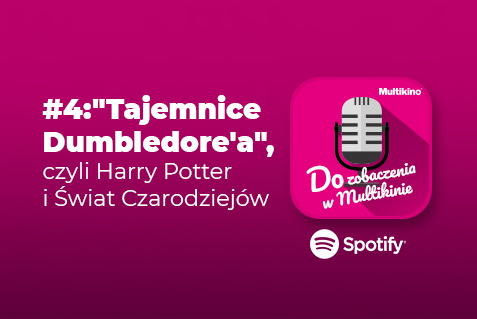 #4:"Tajemnice
Dumbledore'a",
czyli Harry Potter
i Świat Czarodziejów
Multikino
Do zobaczenia
w Multikinie
Spotify